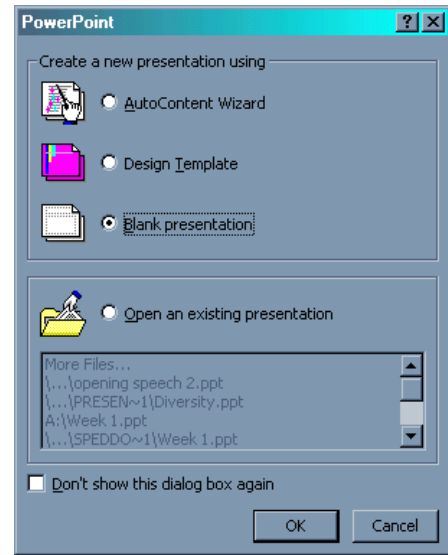 PowerPoint
Create a new presentation using
AutoContent Wizard
Design Template
Blank presentation
Open an existing presentation
More Files...
\...\opening speech 2.ppt
\...\PRESEN~1\Diversity.ppt
A:\Week 1.ppt
\...\SPEDDO~1\Week 1.ppt
Don't show this dialog box again
OK Cancel